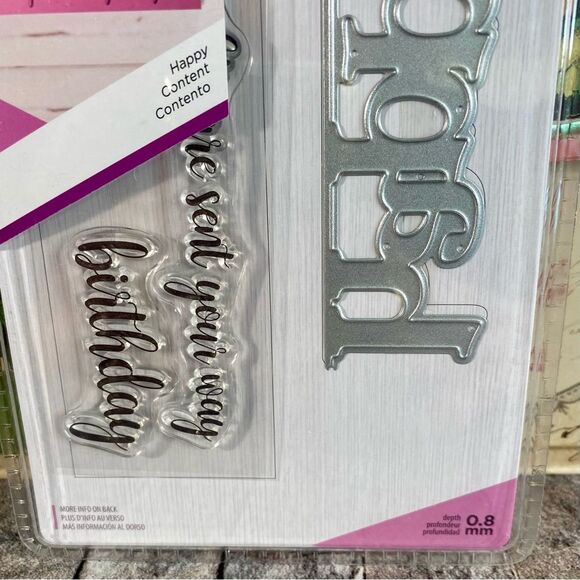 Happy
Content
Contento
sent your way
birthday
MORE INFO ON BACK
PLUS D'INFO AU VERSO
MÁS INFORMACIÓN AL DORSO
depth
profondeur
profundidad
0.8
mm